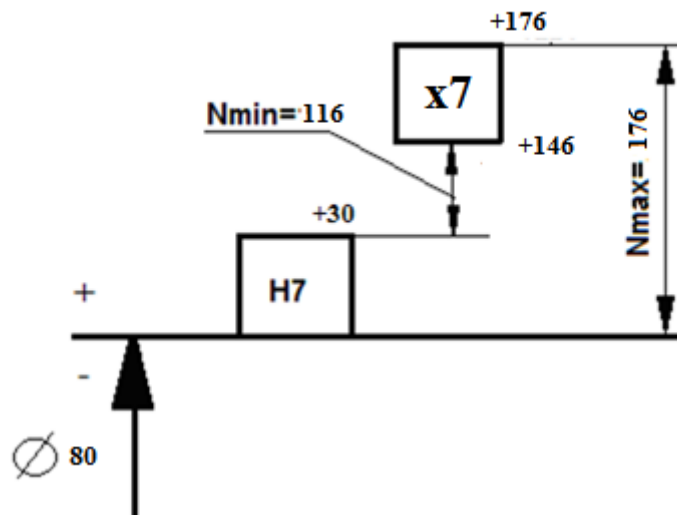 +176
x7
Nmin= 116
+146
Nmax= 176
+30
H7
+
-
Ø 80